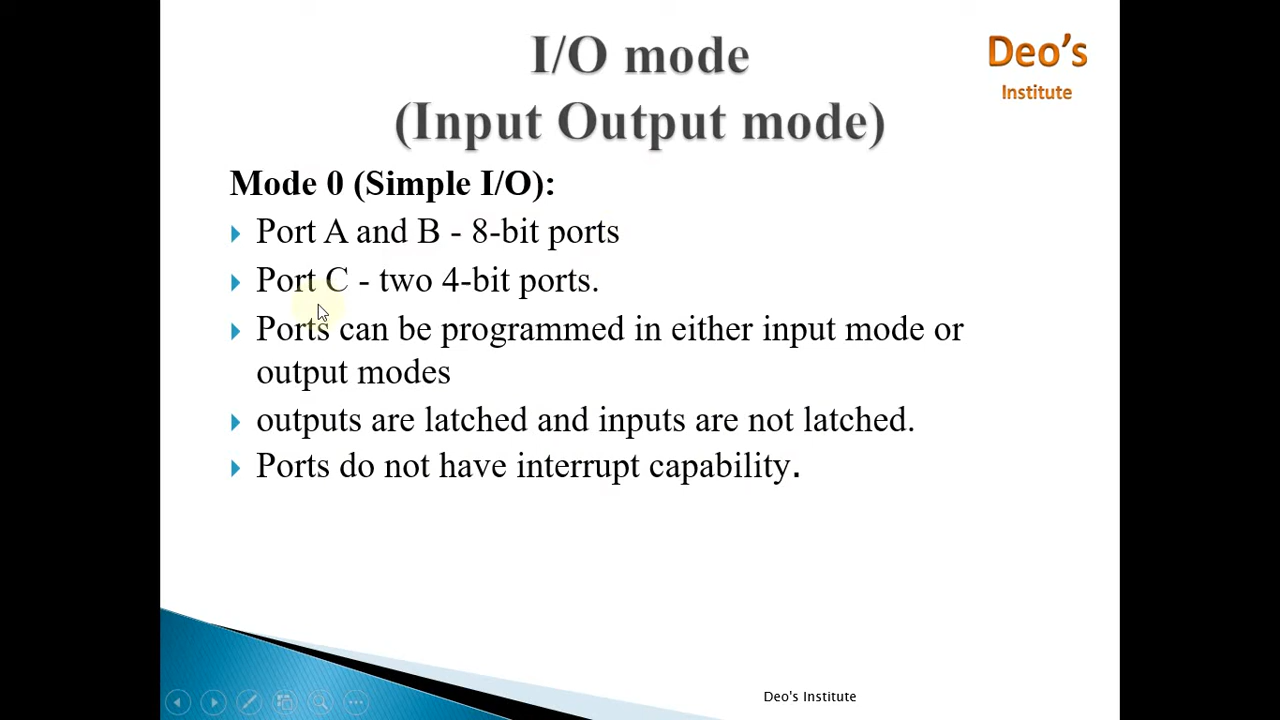 I/O mode
(Input Output mode)
Deo's
Institute
Mode 0 (Simple I/O):
Port A and B - 8-bit ports
Port C - two 4-bit ports.
Ports can be programmed in either input mode or
output modes
outputs are latched and inputs are not latched.
Ports do not have interrupt capability.
Deo's Institute